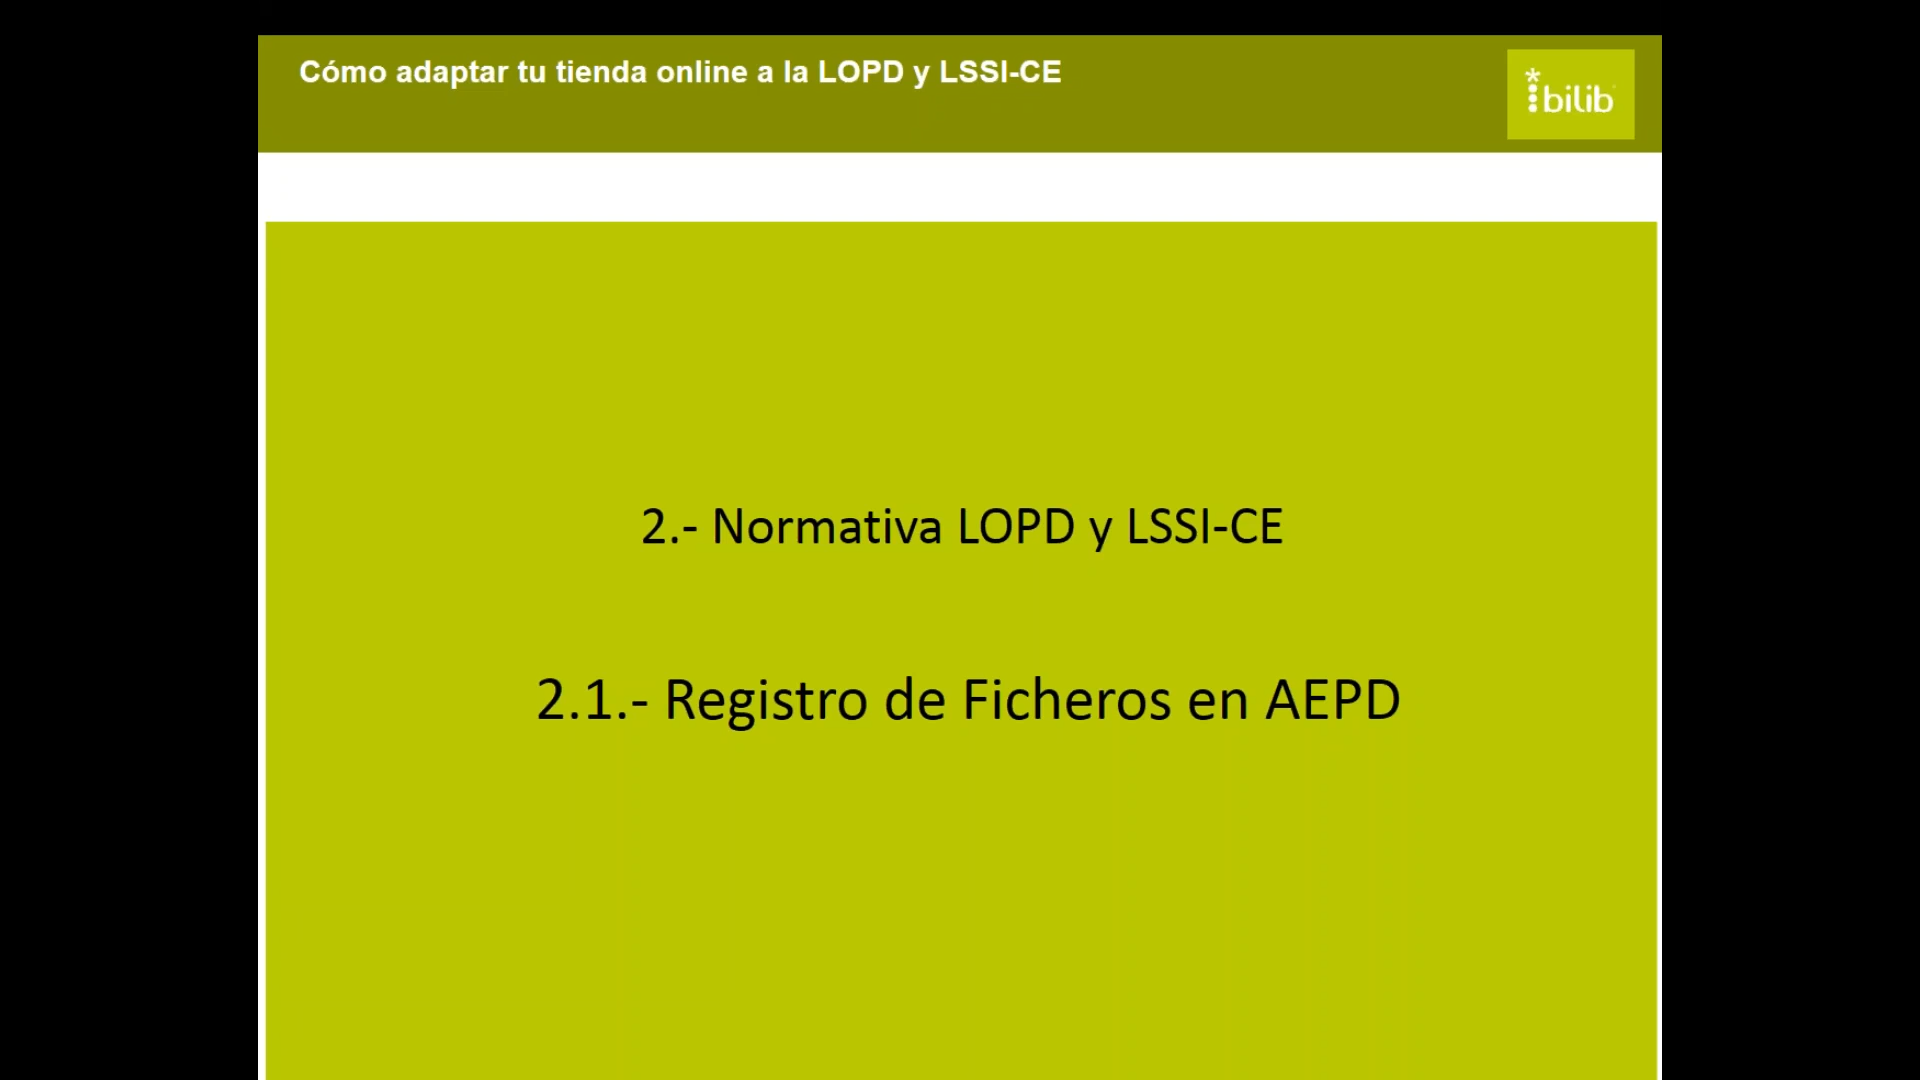 Cómo adaptar tu tienda online a la LOPD y LSSI-CE
bilib
2.- Normativa LOPD y LSSI-CE
2.1.- Registro de Ficheros en AEPD